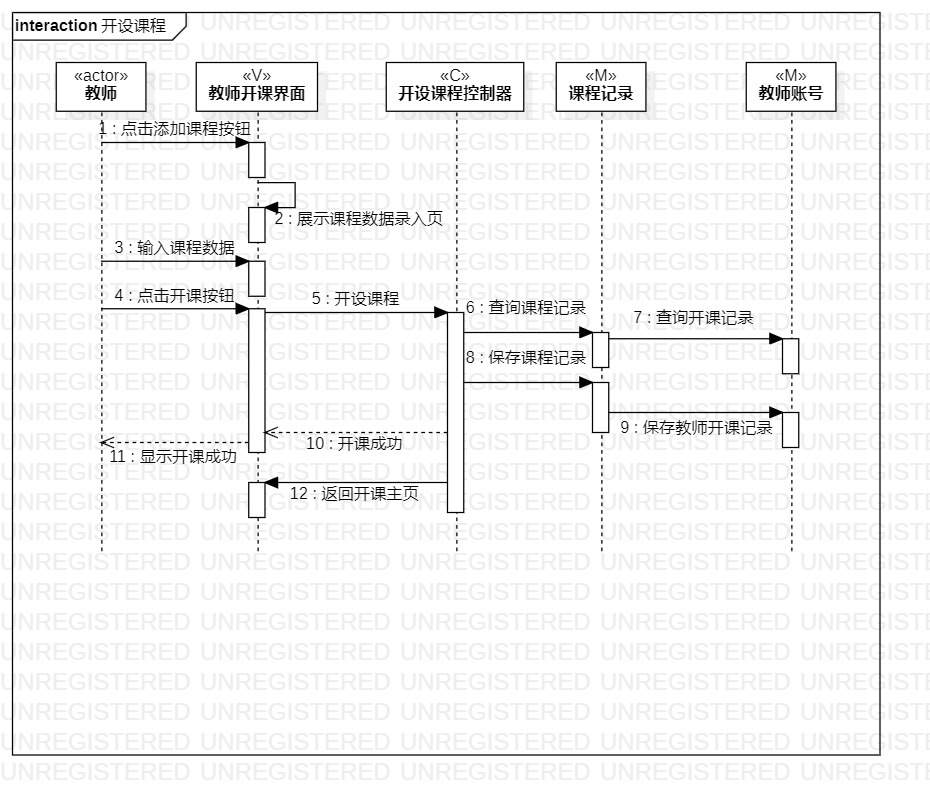 interaction 开设课程
«actor»
教师
«V»
教师开课界面
«C»
开设课程控制器
«M»
课程记录
«M»
教师账号
1 : 点击添加课程按钮
2 : 展示课程数据录入页
3 : 输入课程数据
4 : 点击开课按钮
5 : 开设课程
6 : 查询课程记录
7 : 查询开课记录
8 : 保存课程记录
9 : 保存教师开课记录
10 : 开课成功
11 : 显示开课成功
12 : 返回开课主页
UNREGISTERED